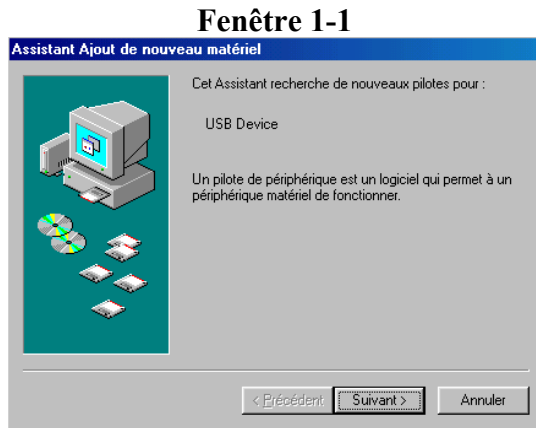 Fenêtre 1-1
Assistant Ajout de nouveau matériel
Cet Assistant recherche de nouveaux pilotes pour :
USB Device
Un pilote de périphérique est un logiciel qui permet à un
périphérique matériel de fonctionner.
< Précédent Suivant > Annuler